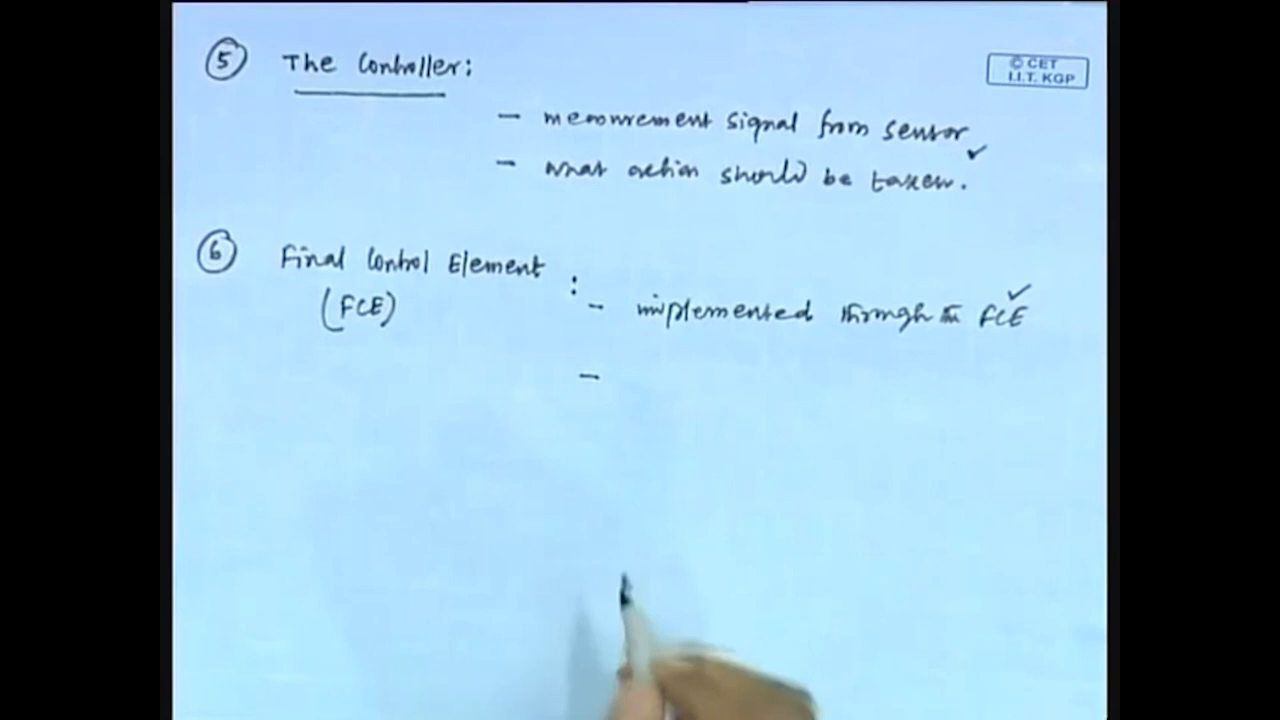 5 The Controller:
© CET
I.I.T. KGP
- measurement signal from sensor ✓
- what action should be taken.
6 Final Control Element :
(FCE)
- implemented through the FCE ✓
-